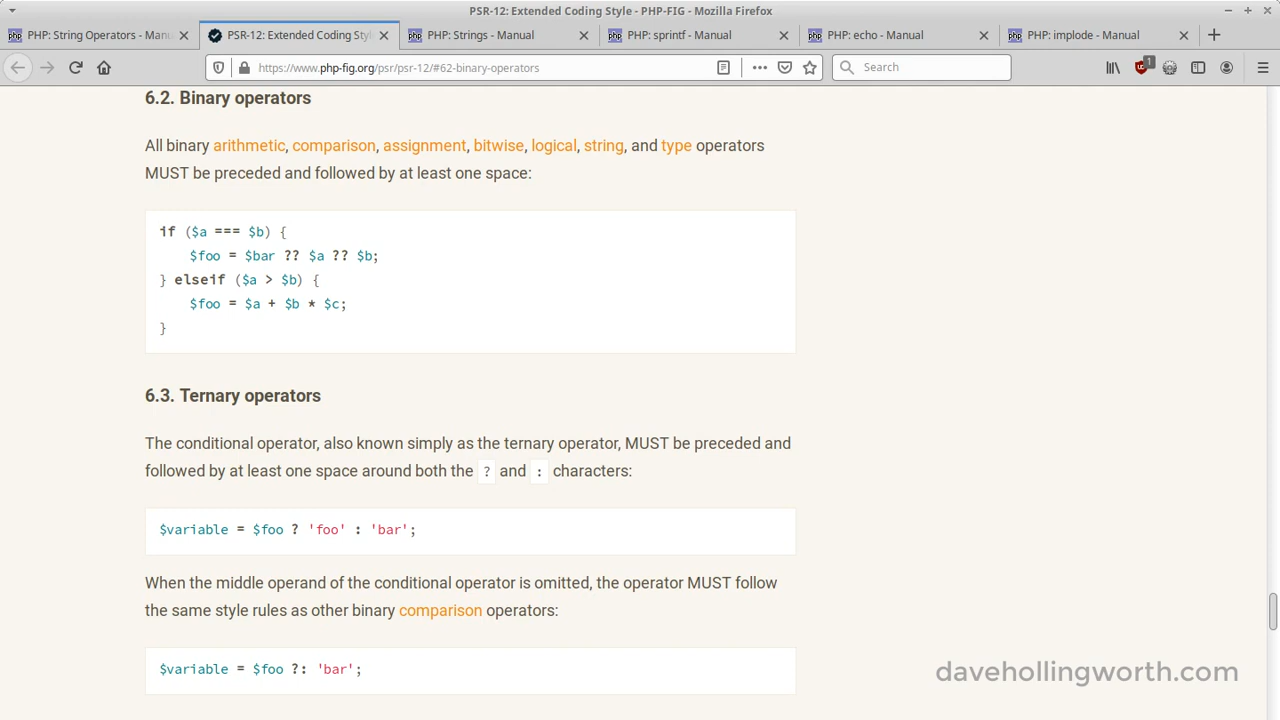 PSR-12: Extended Coding Style - PHP-FIG - Mozilla Firefox
PHP: String Operators - Manu
PSR-12: Extended Coding Style
PHP: Strings - Manual
PHP: sprintf - Manual
PHP: echo - Manual
PHP: implode - Manual
https://www.php-fig.org/psr/psr-12/#62-binary-operators
Search
1
6.2. Binary operators
All binary arithmetic, comparison, assignment, bitwise, logical, string, and type operators
MUST be preceded and followed by at least one space:
if ($a === $b) {
    $foo = $bar ?? $a ?? $b;
} elseif ($a > $b) {
    $foo = $a + $b * $c;
}
6.3. Ternary operators
The conditional operator, also known simply as the ternary operator, MUST be preceded and
followed by at least one space around both the ? and : characters:
$variable = $foo ? 'foo' : 'bar';
When the middle operand of the conditional operator is omitted, the operator MUST follow
the same style rules as other binary comparison operators:
$variable = $foo ?: 'bar';
davehollingworth.com